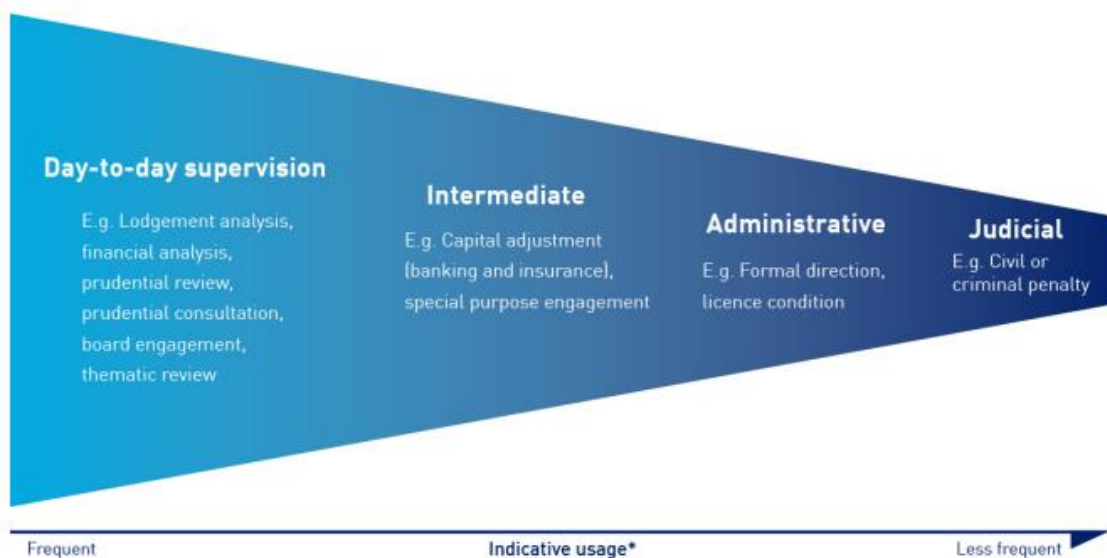 Day-to-day supervision
E.g. Lodgement analysis,
financial analysis,
prudential review,
prudential consultation,
board engagement,
thematic review
Intermediate
E.g. Capital adjustment
(banking and insurance),
special purpose engagement
Administrative
E.g. Formal direction,
licence condition
Judicial
E.g. Civil or
criminal penalty
Frequent
Indicative usage*
Less frequent